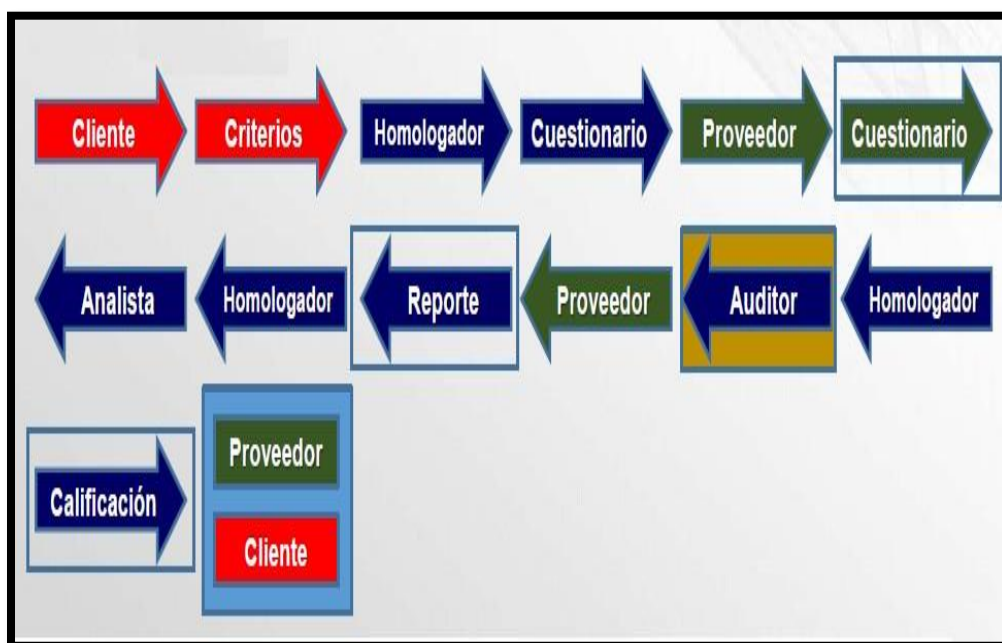 Cliente
Criterios
Homologador
Cuestionario
Proveedor
Cuestionario
Analista
Homologador
Reporte
Proveedor
Auditor
Homologador
Calificación
Proveedor
Cliente